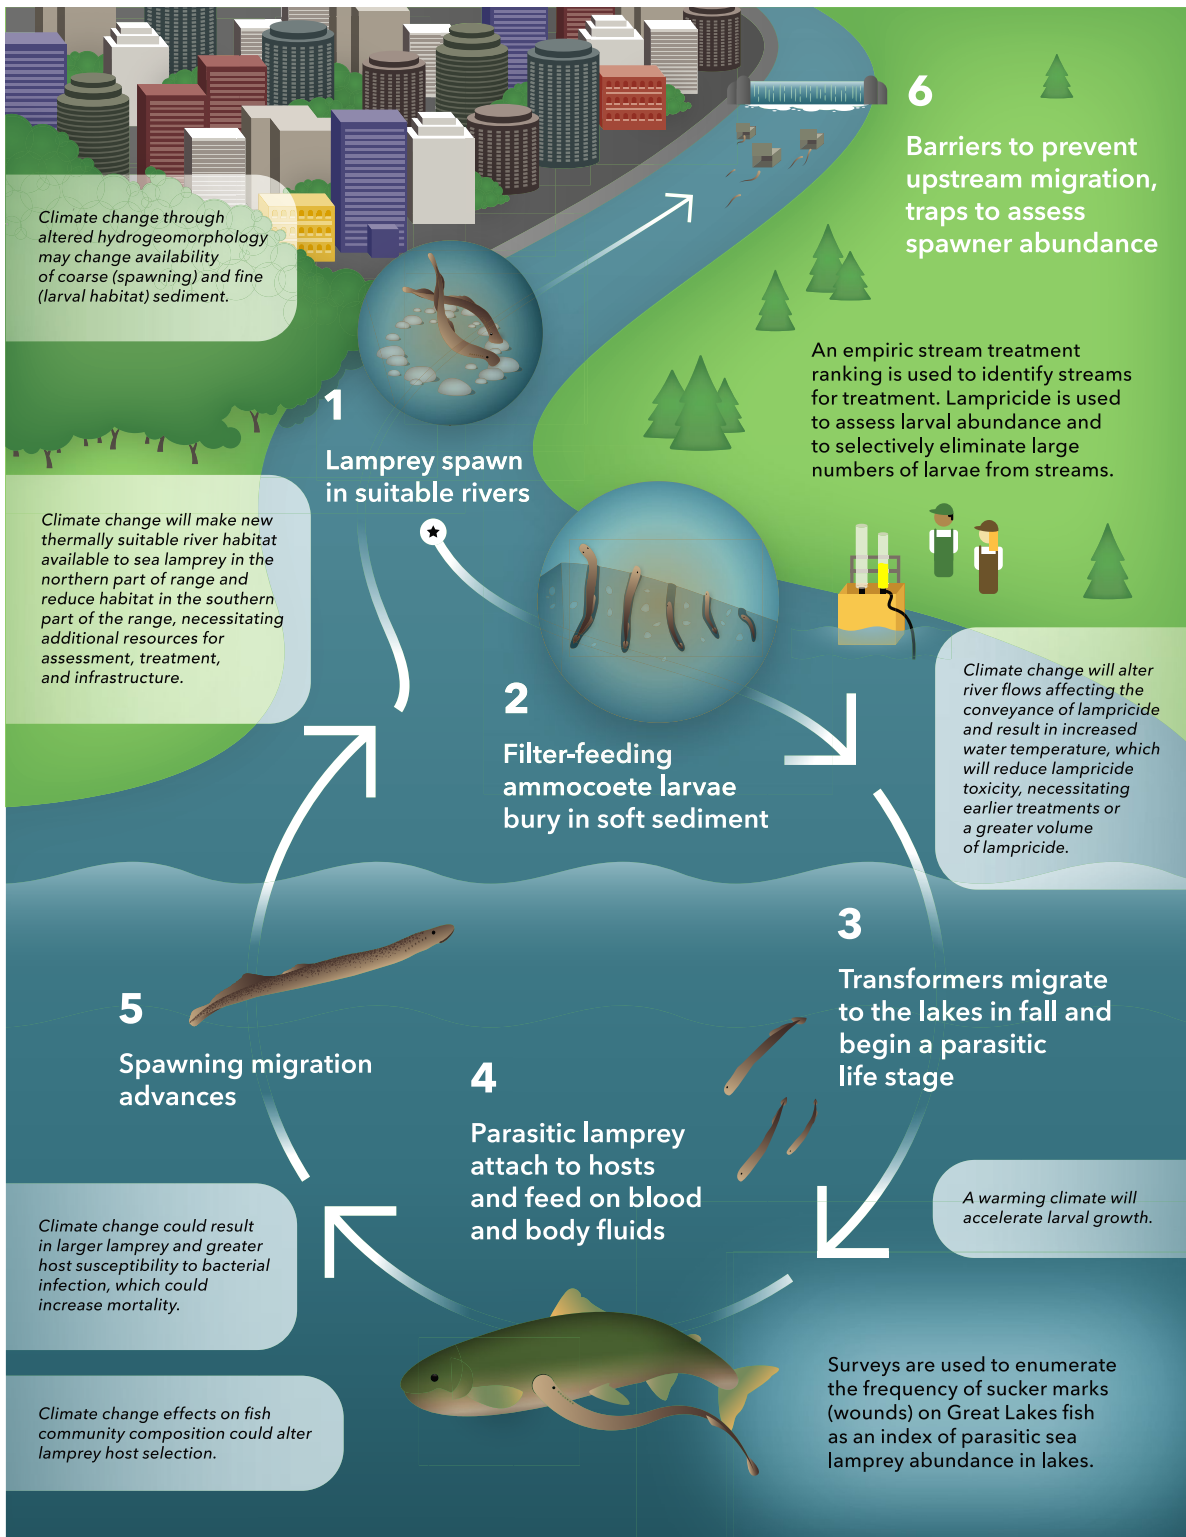 6
Barriers to prevent
upstream migration,
traps to assess
spawner abundance
Climate change through
altered hydrogeomorphology
may change availability
of coarse (spawning) and fine
(larval habitat) sediment.
An empiric stream treatment
ranking is used to identify streams
for treatment. Lampricide is used
to assess larval abundance and
to selectively eliminate large
numbers of larvae from streams.
1
Lamprey spawn
in suitable rivers
Climate change will make new
thermally suitable river habitat
available to sea lamprey in the
northern part of range and
reduce habitat in the southern
part of the range, necessitating
additional resources for
assessment, treatment,
and infrastructure.
2
Filter-feeding
ammocoete larvae
bury in soft sediment
Climate change will alter
river flows affecting the
conveyance of lampricide
and result in increased
water temperature, which
will reduce lampricide
toxicity, necessitating
earlier treatments or
a greater volume
of lampricide.
3
Transformers migrate
to the lakes in fall and
begin a parasitic
life stage
5
Spawning migration
advances
4
Parasitic lamprey
attach to hosts
and feed on blood
and body fluids
A warming climate will
accelerate larval growth.
Climate change could result
in larger lamprey and greater
host susceptibility to bacterial
infection, which could
increase mortality.
Surveys are used to enumerate
the frequency of sucker marks
(wounds) on Great Lakes fish
as an index of parasitic sea
lamprey abundance in lakes.
Climate change effects on fish
community composition could alter
lamprey host selection.